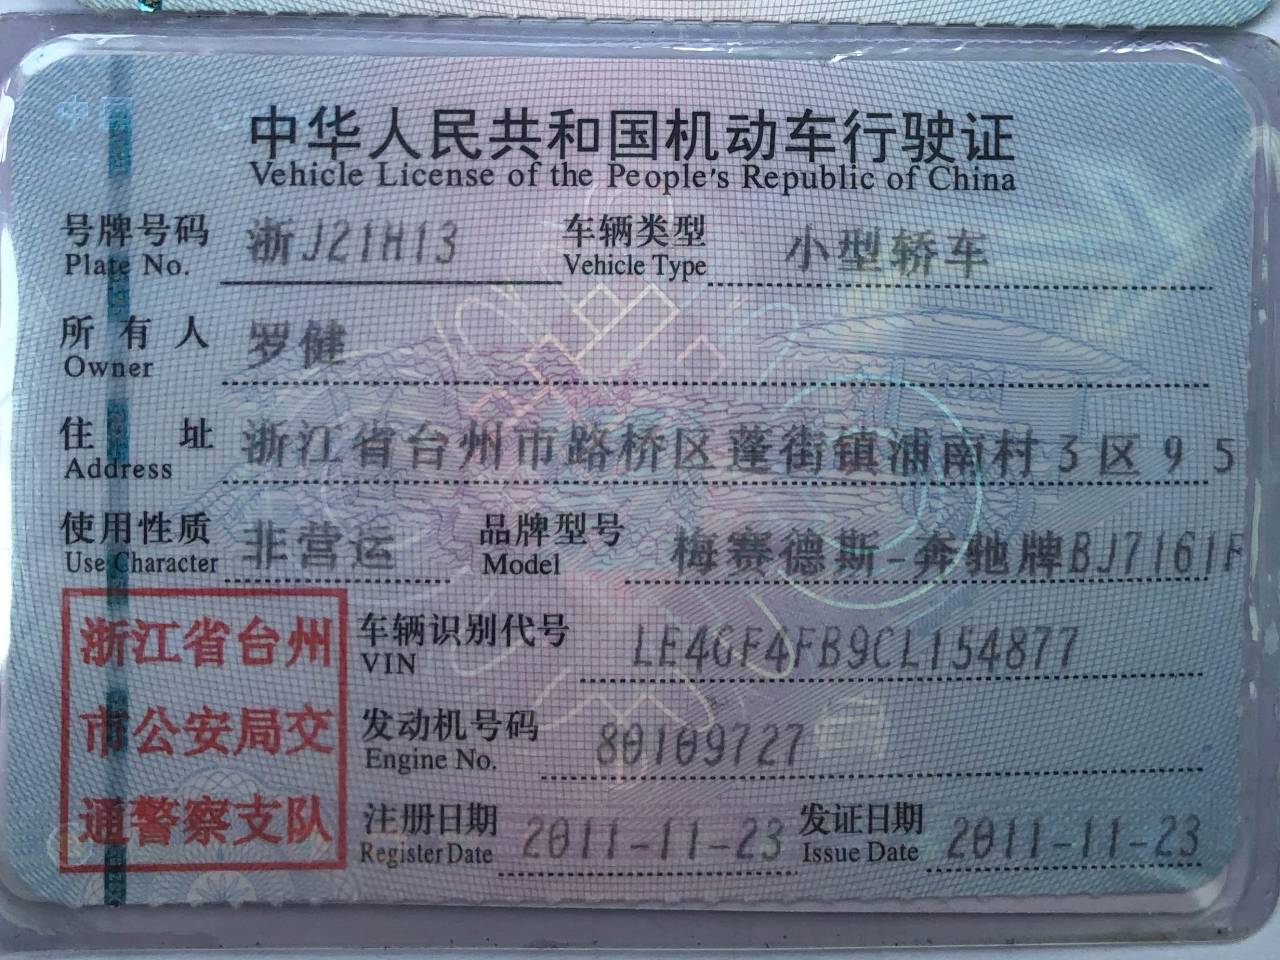 中华人民共和国机动车行驶证
Vehicle License of the People's Republic of China
号牌号码 浙J21H13 车辆类型 小型轿车
Plate No. Vehicle Type
所有人 罗健
Owner
住址 浙江省台州市路桥区蓬街镇浦南村3区95
Address
使用性质 非营运 品牌型号 梅赛德斯-奔驰牌BJ7161F
Use Character Model
浙江省台州
市公安局交
通警察支队
车辆识别代号 LE4GF4FB9CL154877
VIN
发动机号码 80109727
Engine No.
注册日期 2011-11-23 发证日期 2011-11-23
Register Date Issue Date